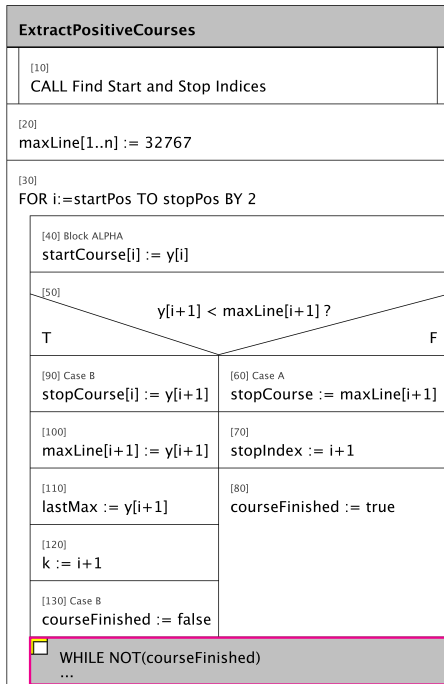 ExtractPositiveCourses
[10]
CALL Find Start and Stop Indices
[20]
maxLine[1..n] := 32767
[30]
FOR i:=startPos TO stopPos BY 2
[40] Block ALPHA
startCourse[i] := y[i]
[50]
y[i+1] < maxLine[i+1] ?
T F
[90] Case B
stopCourse[i] := y[i+1]
[100]
maxLine[i+1] := y[i+1]
[110]
lastMax := y[i+1]
[120]
k := i+1
[130] Case B
courseFinished := false
[60] Case A
stopCourse := maxLine[i+1]
[70]
stopIndex := i+1
[80]
courseFinished := true
WHILE NOT(courseFinished)
...